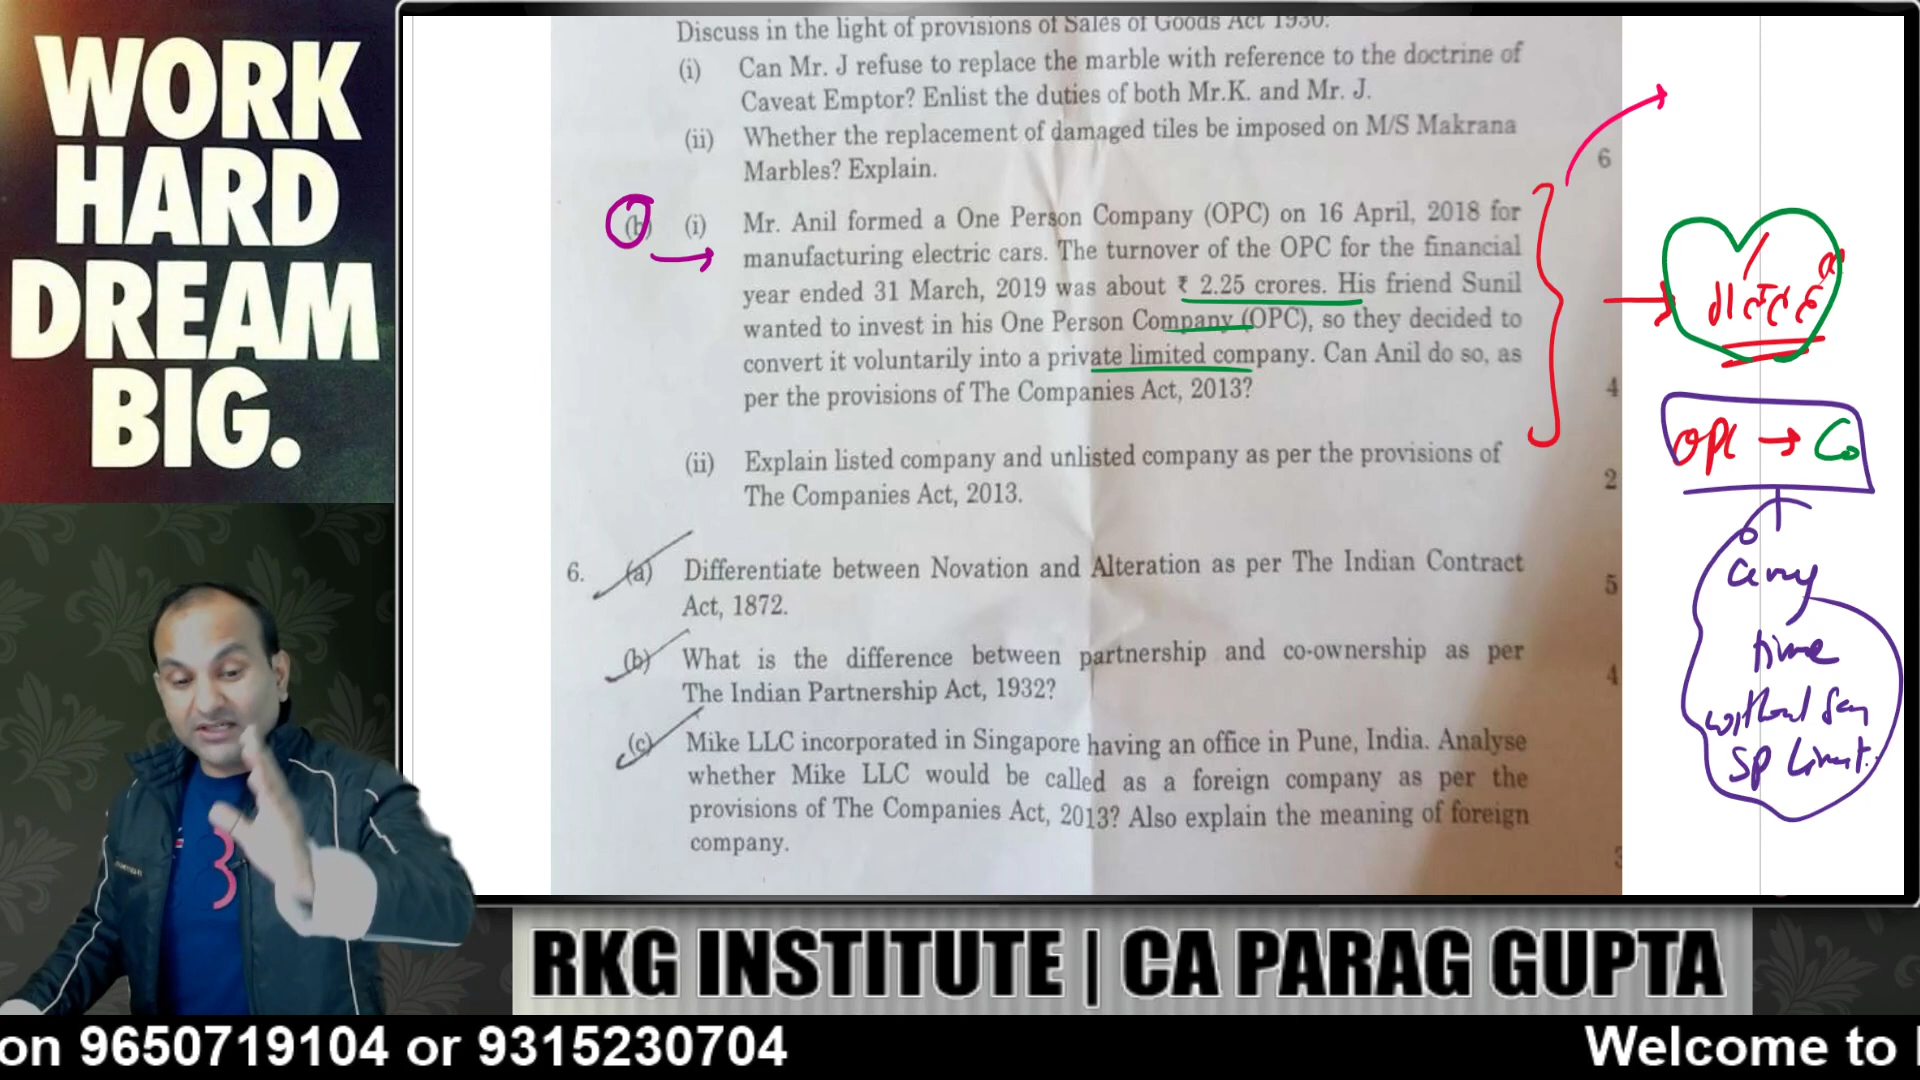 WORK
HARD
DREAM
BIG.
Discuss in the light of provisions of Sales of Goods Act 1930:
(i) Can Mr. J refuse to replace the marble with reference to the doctrine of
Caveat Emptor? Enlist the duties of both Mr.K. and Mr. J.
(ii) Whether the replacement of damaged tiles be imposed on M/S Makrana
Marbles? Explain.
6
(b) (i) Mr. Anil formed a One Person Company (OPC) on 16 April, 2018 for
manufacturing electric cars. The turnover of the OPC for the financial
year ended 31 March, 2019 was about ₹ 2.25 crores. His friend Sunil
wanted to invest in his One Person Company (OPC), so they decided to
convert it voluntarily into a private limited company. Can Anil do so, as
per the provisions of The Companies Act, 2013?
4
(ii) Explain listed company and unlisted company as per the provisions of
The Companies Act, 2013.
2
6. (a) Differentiate between Novation and Alteration as per The Indian Contract
Act, 1872.
5
(b) What is the difference between partnership and co-ownership as per
The Indian Partnership Act, 1932?
4
(c) Mike LLC incorporated in Singapore having an office in Pune, India. Analyse
whether Mike LLC would be called as a foreign company as per the
provisions of The Companies Act, 2013? Also explain the meaning of foreign
company.
3
OPC → Co
any
time
without
SP Limit.
RKG INSTITUTE | CA PARAG GUPTA
on 9650719104 or 9315230704
Welcome to